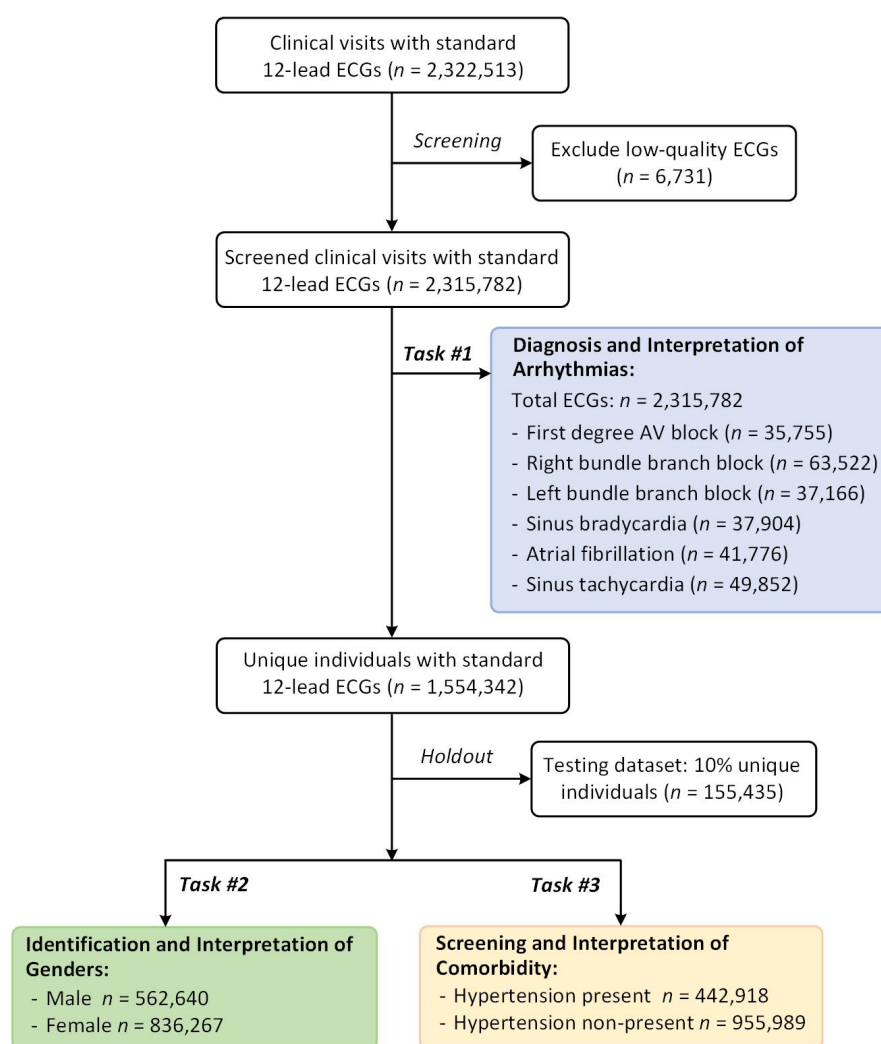 Clinical visits with standard
12-lead ECGs (n = 2,322,513)
Screening
Exclude low-quality ECGs
(n = 6,731)
Screened clinical visits with standard
12-lead ECGs (n = 2,315,782)
Task #1
Diagnosis and Interpretation of
Arrhythmias:
Total ECGs: n = 2,315,782
- First degree AV block (n = 35,755)
- Right bundle branch block (n = 63,522)
- Left bundle branch block (n = 37,166)
- Sinus bradycardia (n = 37,904)
- Atrial fibrillation (n = 41,776)
- Sinus tachycardia (n = 49,852)
Unique individuals with standard
12-lead ECGs (n = 1,554,342)
Holdout
Testing dataset: 10% unique
individuals (n = 155,435)
Task #2
Task #3
Identification and Interpretation of
Genders:
- Male n = 562,640
- Female n = 836,267
Screening and Interpretation of
Comorbidity:
- Hypertension present n = 442,918
- Hypertension non-present n = 955,989